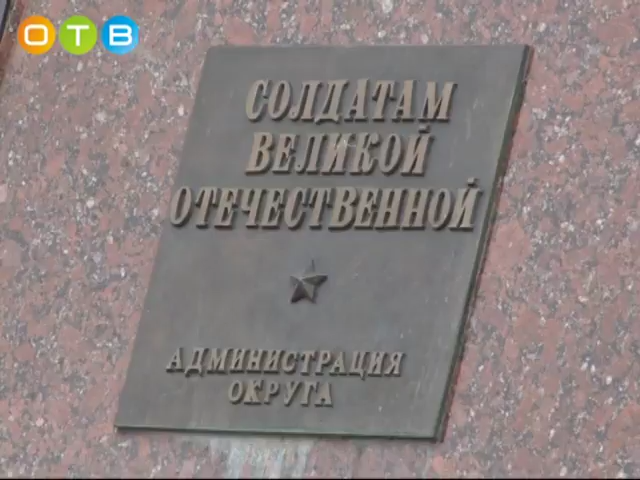 ОТВ
СОЛДАТАМ
ВЕЛИКОЙ
ОТЕЧЕСТВЕННОЙ
АДМИНИСТРАЦИЯ
ОКРУГА